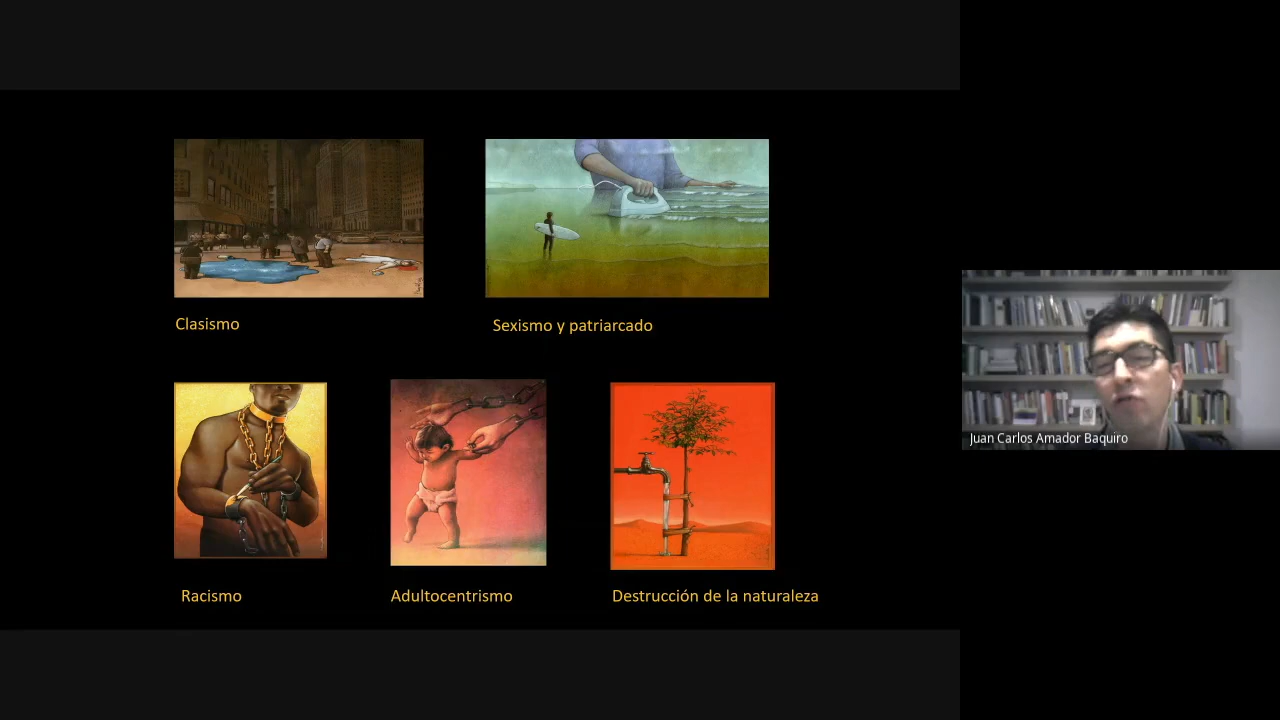 Clasismo
Sexismo y patriarcado
Racismo
Adultocentrismo
Destrucción de la naturaleza
Juan Carlos Amador Baquiro